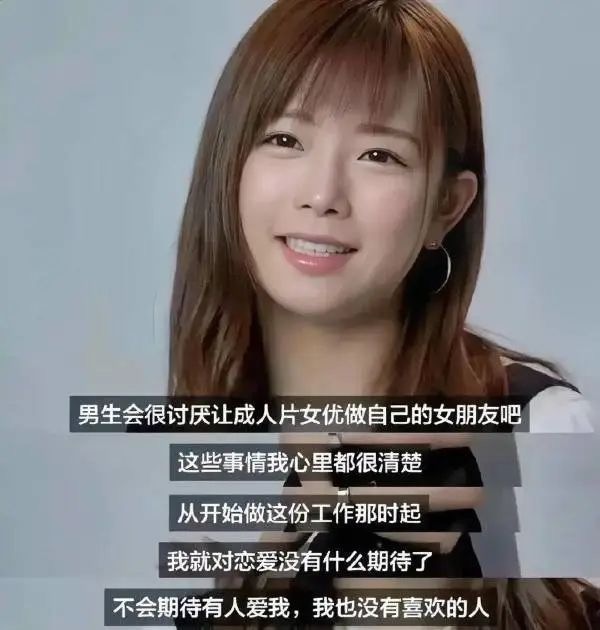 男生会很讨厌让成人片女优做自己的女朋友吧
这些事情我心里都很清楚
从开始做这份工作那时起
我就对恋爱没有什么期待了
不会期待有人爱我，我也没有喜欢的人